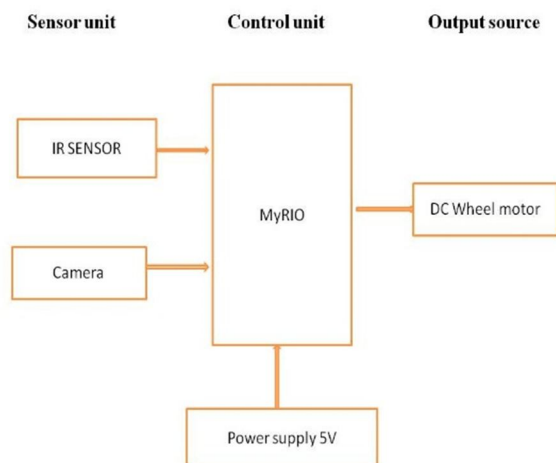 Sensor unit
Control unit
Output source
IR SENSOR
MyRIO
DC Wheel motor
Camera
Power supply 5V